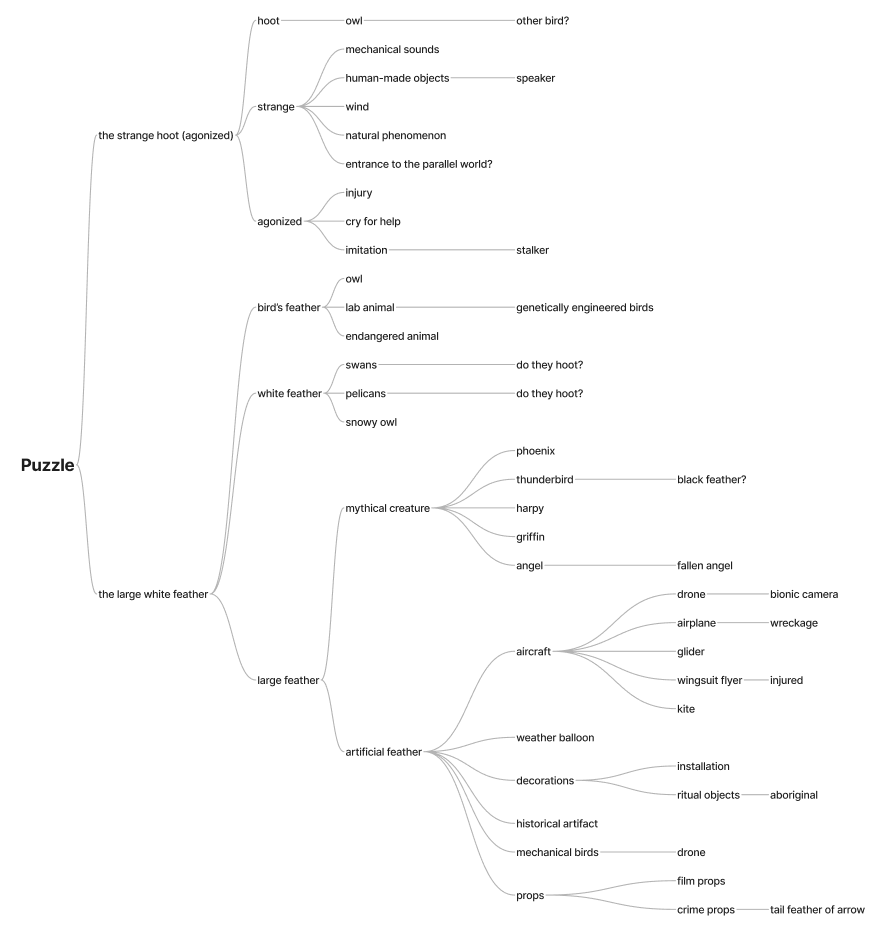 Puzzle
the strange hoot (agonized)
hoot
owl
other bird?
strange
mechanical sounds
human-made objects
speaker
wind
natural phenomenon
entrance to the parallel world?
agonized
injury
cry for help
imitation
stalker
the large white feather
bird's feather
owl
lab animal
genetically engineered birds
endangered animal
white feather
swans
do they hoot?
pelicans
do they hoot?
snowy owl
large feather
mythical creature
phoenix
thunderbird
black feather?
harpy
griffin
angel
fallen angel
artificial feather
aircraft
drone
bionic camera
airplane
wreckage
glider
wingsuit flyer
injured
kite
weather balloon
decorations
installation
ritual objects
aboriginal
historical artifact
mechanical birds
drone
props
film props
crime props
tail feather of arrow